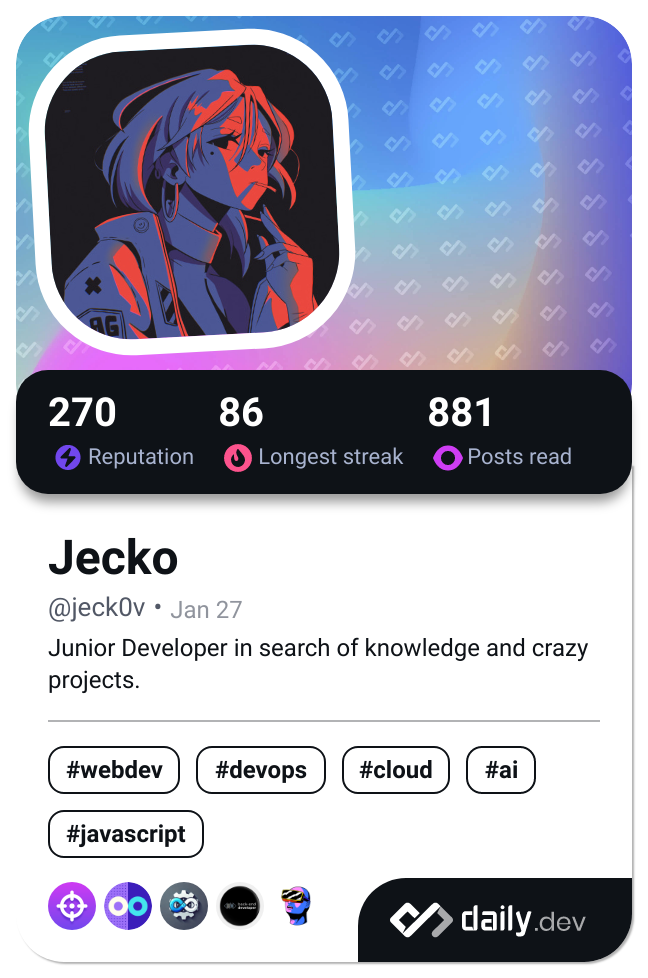 AG
270 86 881
Reputation Longest streak Posts read
Jecko
@jeck0v • Jan 27
Junior Developer in search of knowledge and crazy
projects.
#webdev #devops #cloud #ai
#javascript
daily.dev